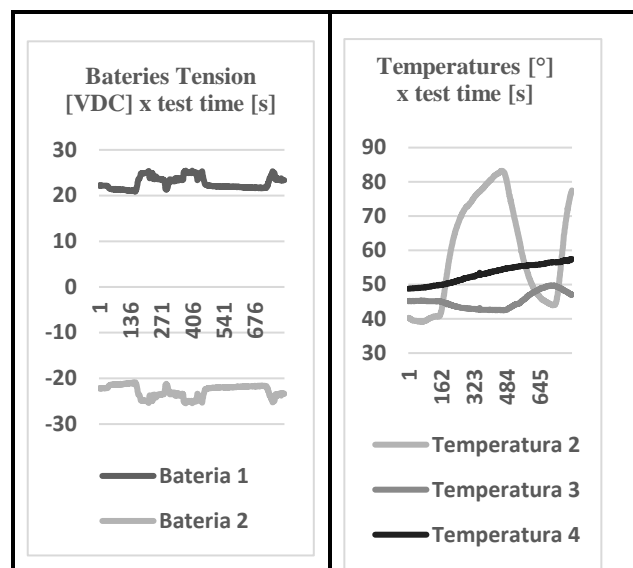 Bateries Tension
[VDC] x test time [s]
30
20
10
0
-10
-20
-30
1
136
271
406
541
676
Bateria 1
Bateria 2
Temperatures [°]
x test time [s]
90
80
70
60
50
40
30
1
162
323
484
645
Temperatura 2
Temperatura 3
Temperatura 4